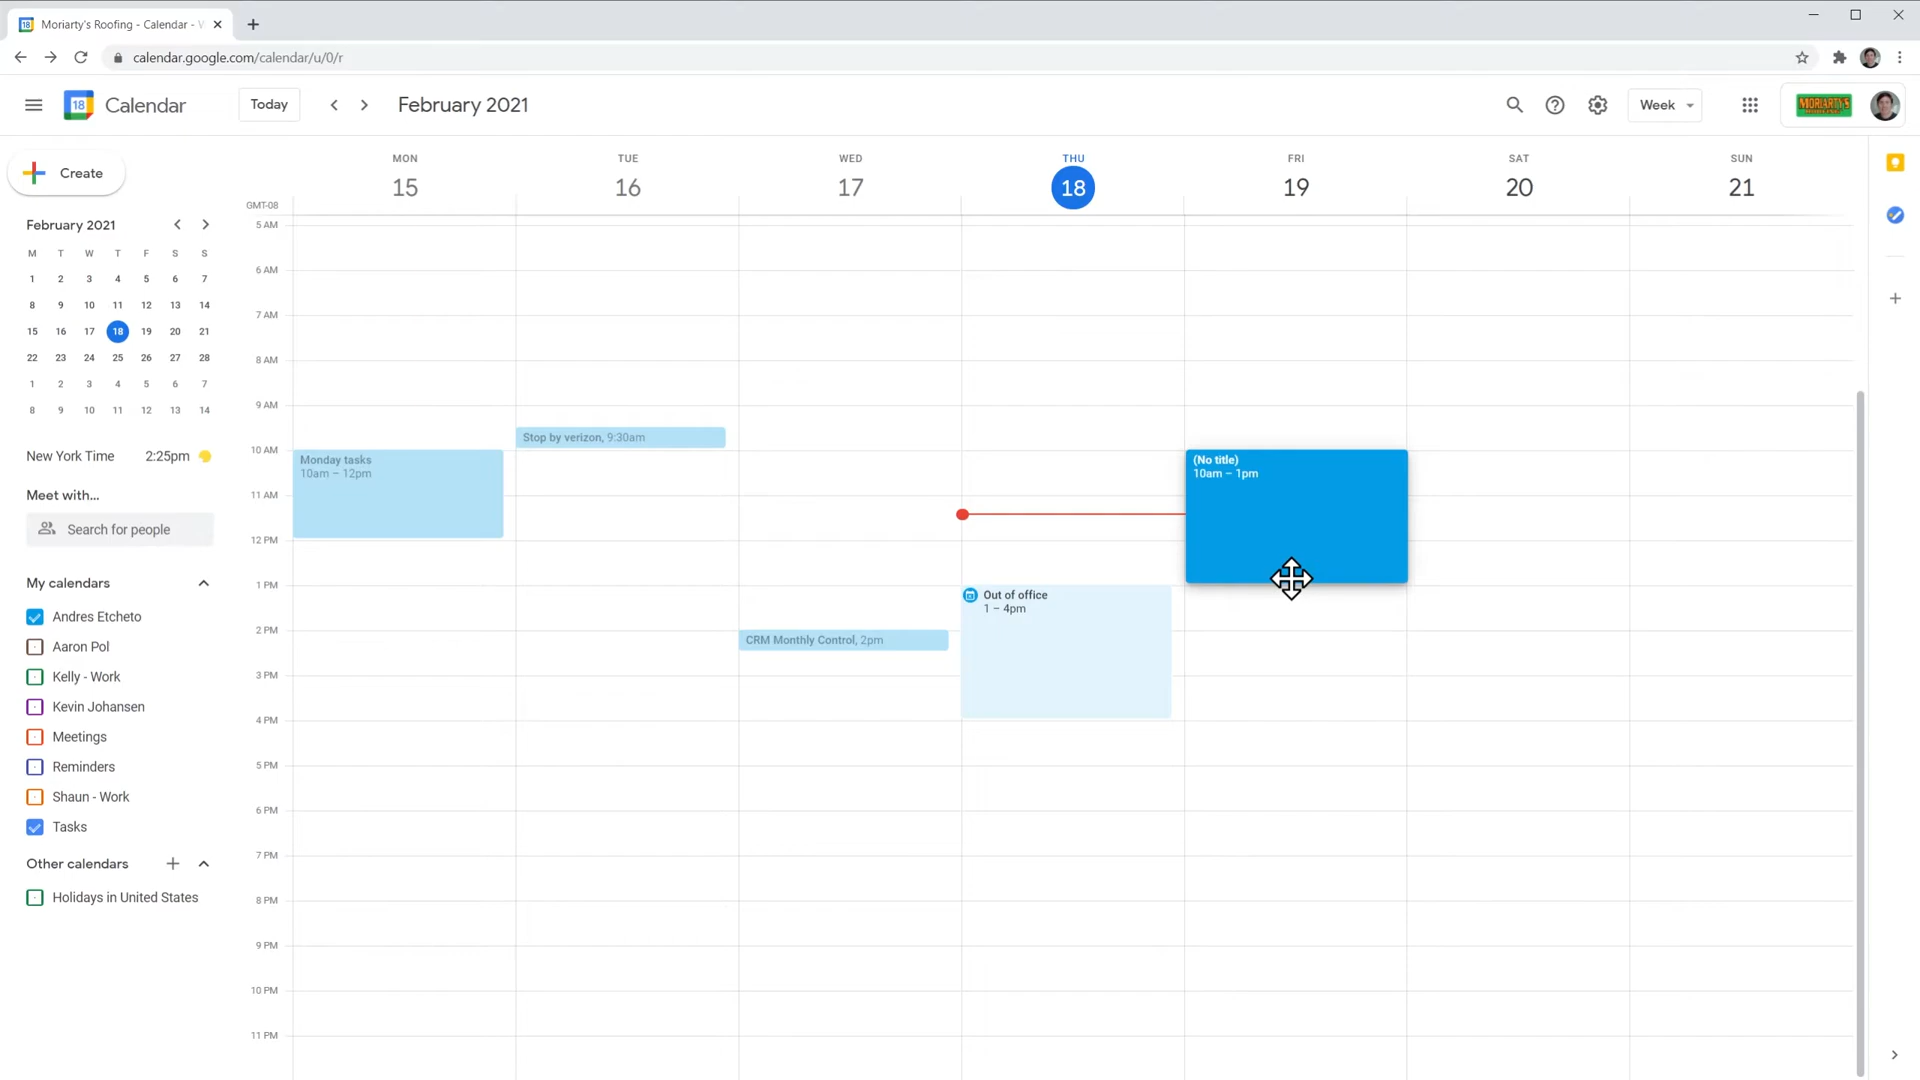 Moriarty's Roofing - Calendar -
calendar.google.com/calendar/u/0/r
18
Calendar
Today
February 2021
Week
MORIARTY'S
Create
MON
TUE
WED
THU
FRI
SAT
SUN
15
16
17
18
19
20
21
GMT-08
February 2021
M T W T F S S
1 2 3 4 5 6 7
8 9 10 11 12 13 14
15 16 17 18 19 20 21
22 23 24 25 26 27 28
1 2 3 4 5 6 7
8 9 10 11 12 13 14
New York Time 2:25pm
Meet with...
Search for people
My calendars
Andres Etcheto
Aaron Pol
Kelly - Work
Kevin Johansen
Meetings
Reminders
Shaun - Work
Tasks
Other calendars
Holidays in United States
5 AM
6 AM
7 AM
8 AM
9 AM
10 AM
11 AM
12 PM
1 PM
2 PM
3 PM
4 PM
5 PM
6 PM
7 PM
8 PM
9 PM
10 PM
11 PM
Monday tasks
10am – 12pm
Stop by verizon, 9:30am
CRM Monthly Control, 2pm
Out of office
1 – 4pm
(No title)
10am – 1pm